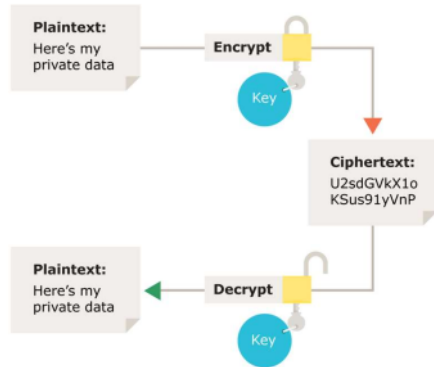 Plaintext:
Here's my
private data
Encrypt
Key
Ciphertext:
U2sdGVkX1o
KSus91yVnP
Plaintext:
Here's my
private data
Decrypt
Key